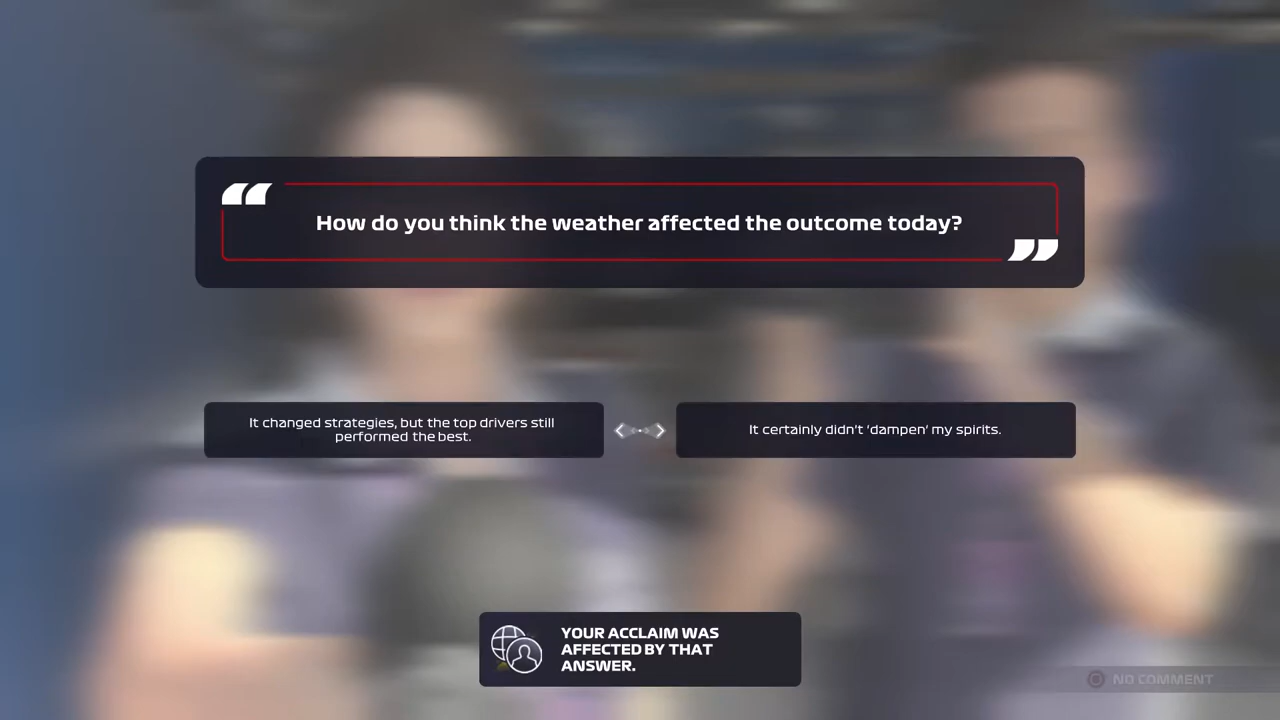 How do you think the weather affected the outcome today?
It changed strategies, but the top drivers still
performed the best.
It certainly didn't 'dampen' my spirits.
YOUR ACCLAIM WAS
AFFECTED BY THAT
ANSWER.
NO COMMENT